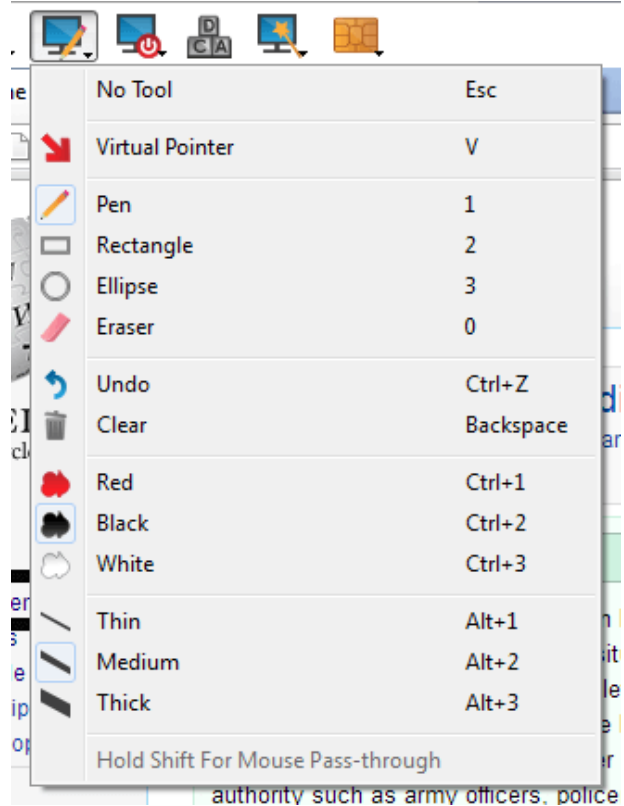 D
C A
No Tool Esc
Virtual Pointer V
Pen 1
Rectangle 2
Ellipse 3
Eraser 0
Undo Ctrl+Z
Clear Backspace
Red Ctrl+1
Black Ctrl+2
White Ctrl+3
Thin Alt+1
Medium Alt+2
Thick Alt+3
Hold Shift For Mouse Pass-through
authority such as army officers, police